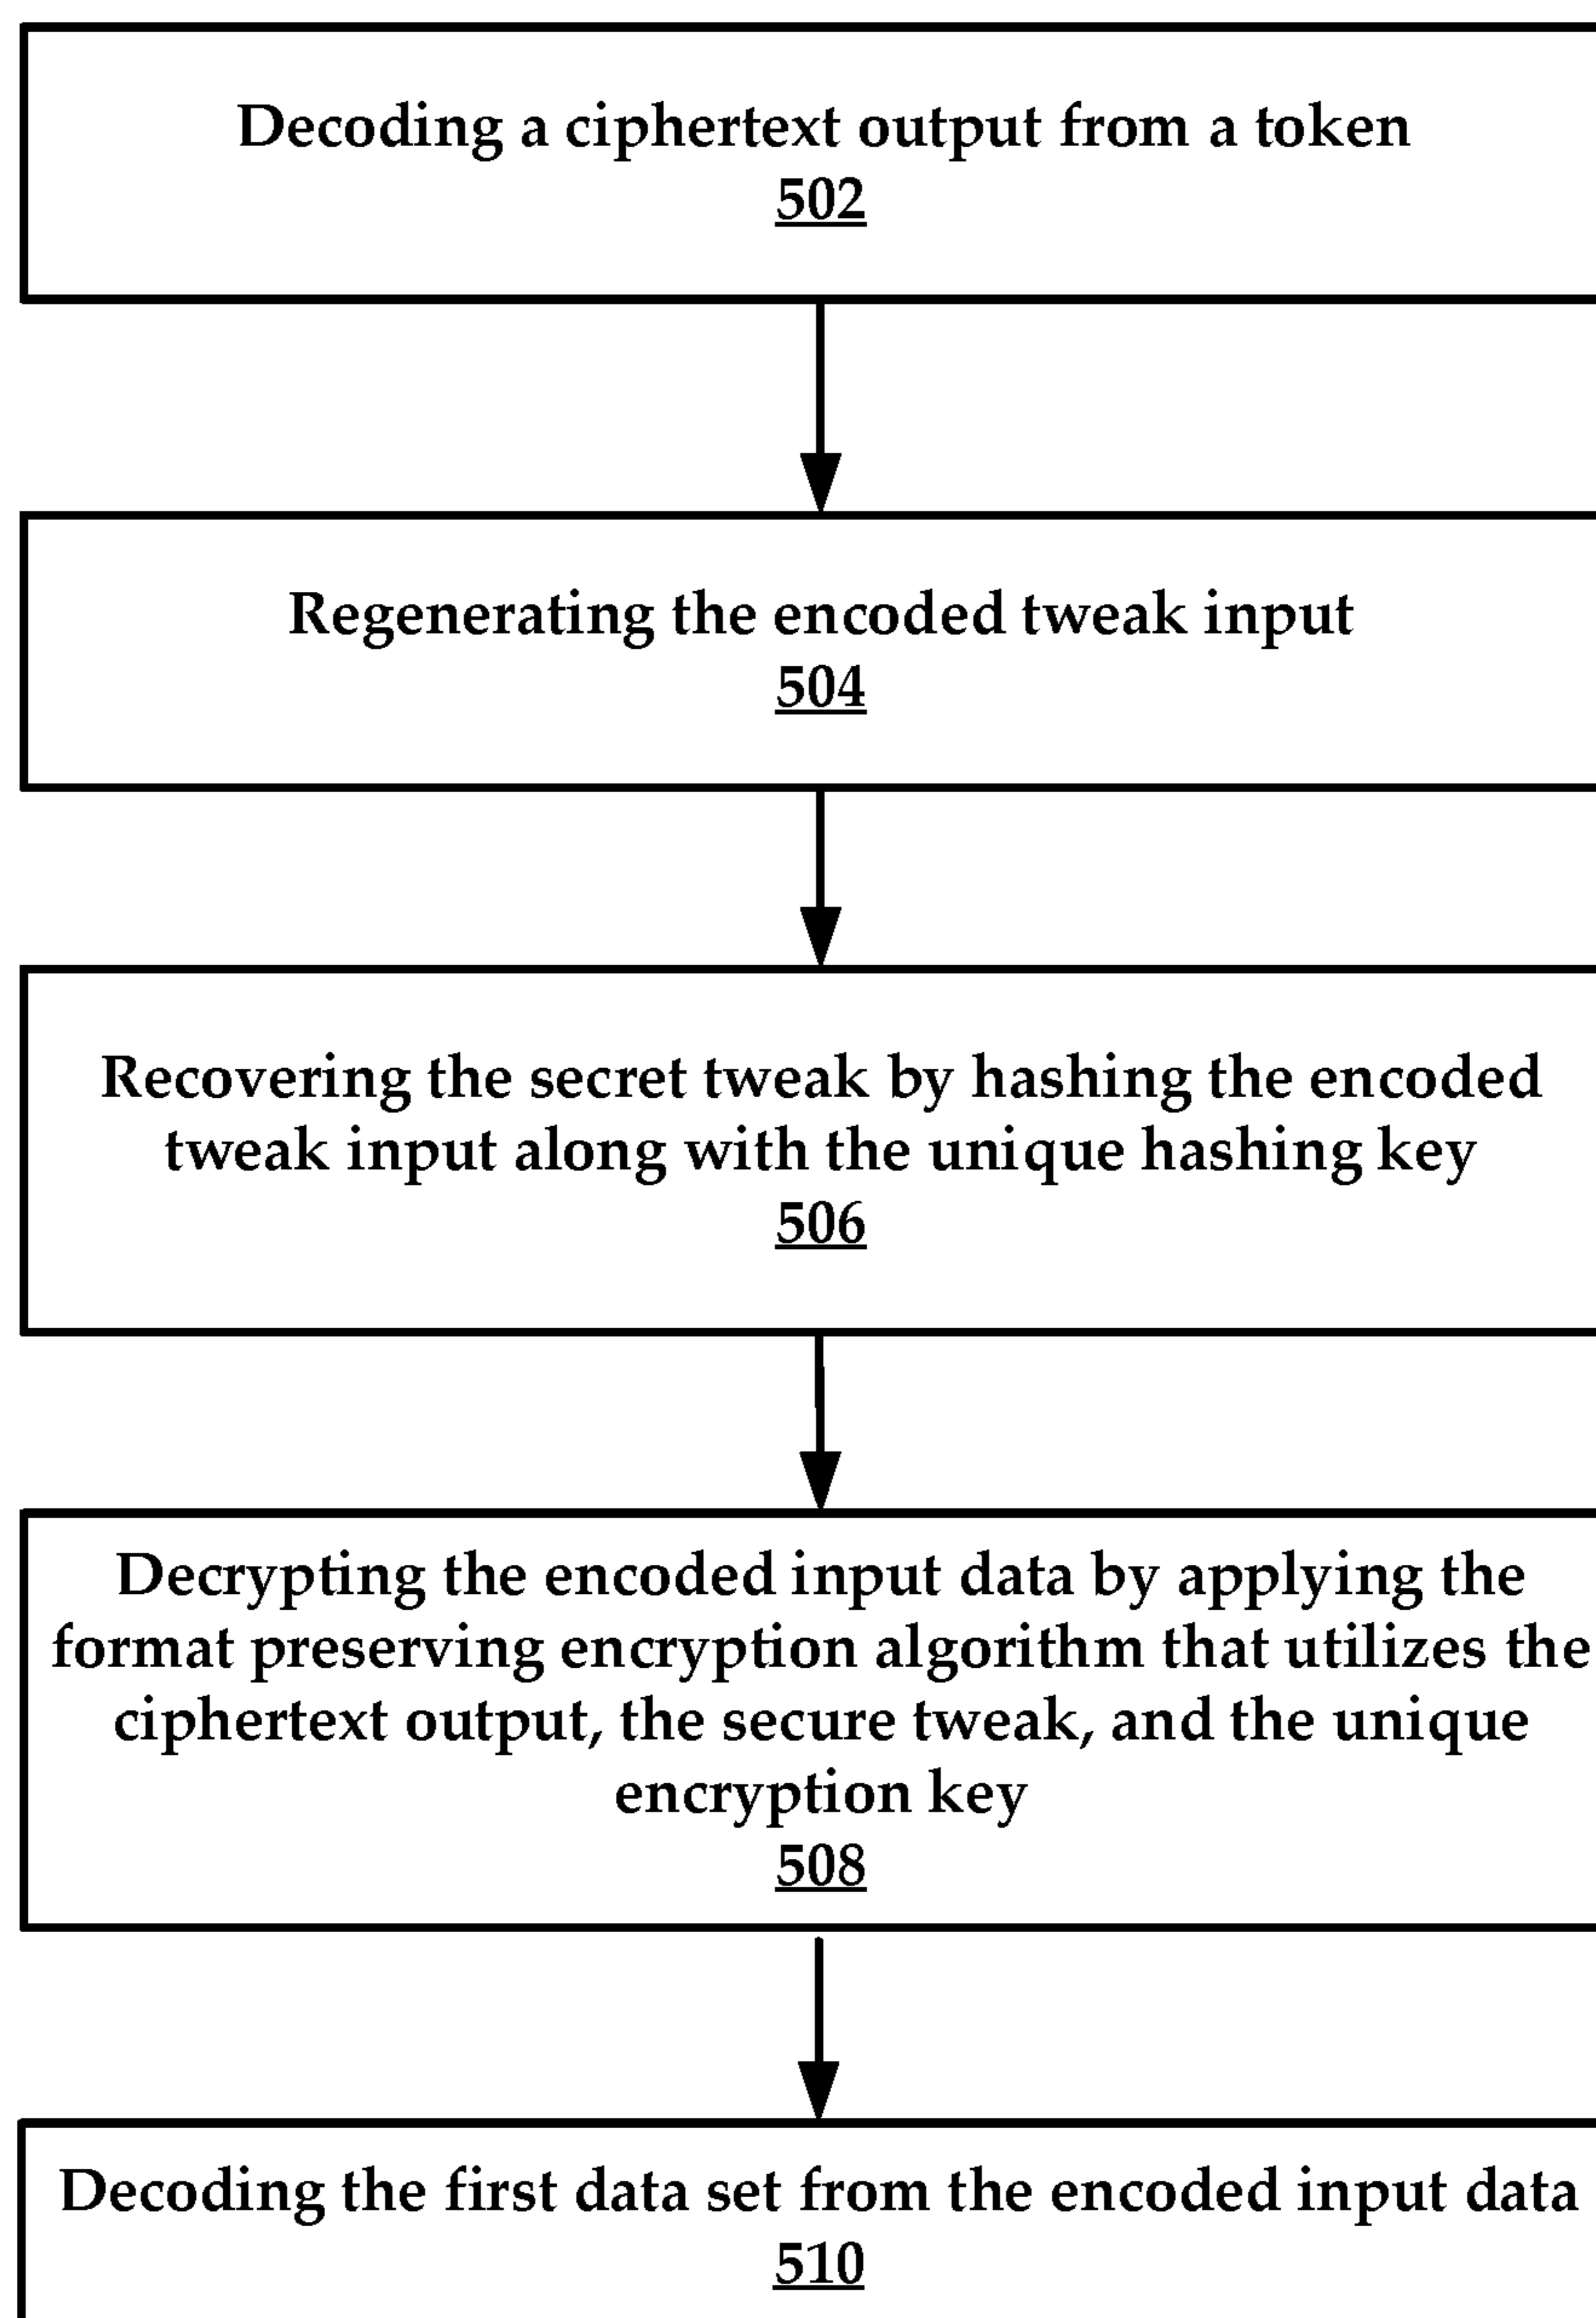 Decoding a ciphertext output from a token
502
Regenerating the encoded tweak input
504
Recovering the secret tweak by hashing the encoded
tweak input along with the unique hashing key
506
Decrypting the encoded input data by applying the
format preserving encryption algorithm that utilizes the
ciphertext output, the secure tweak, and the unique
encryption key
508
Decoding the first data set from the encoded input data
510